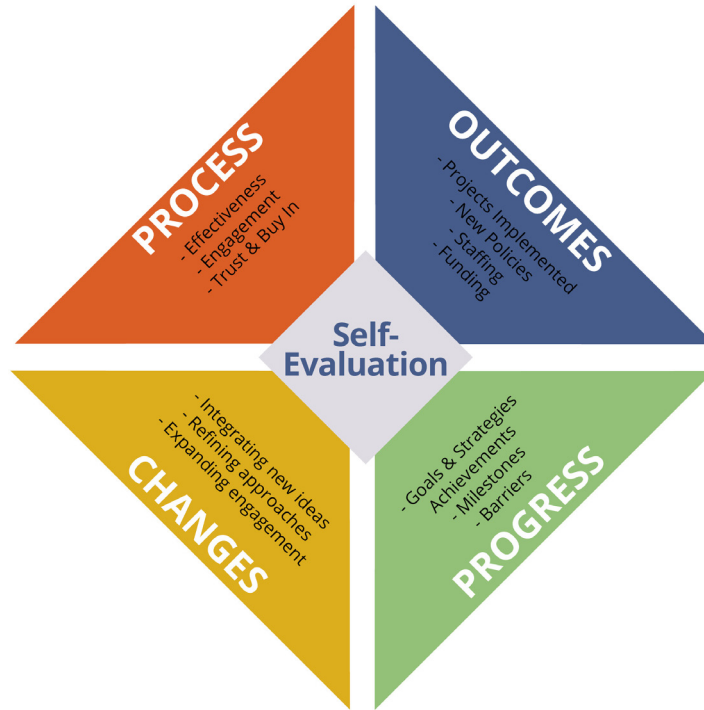 PROCESS
- Effectiveness
- Engagement
- Trust & Buy In
OUTCOMES
- Projects Implemented
- New Policies
- Staffing
- Funding
Self-
Evaluation
- Integrating new ideas
- Refining approaches
- Expanding engagement
CHANGES
- Goals & Strategies
Achievements
- Milestones
- Barriers
PROGRESS